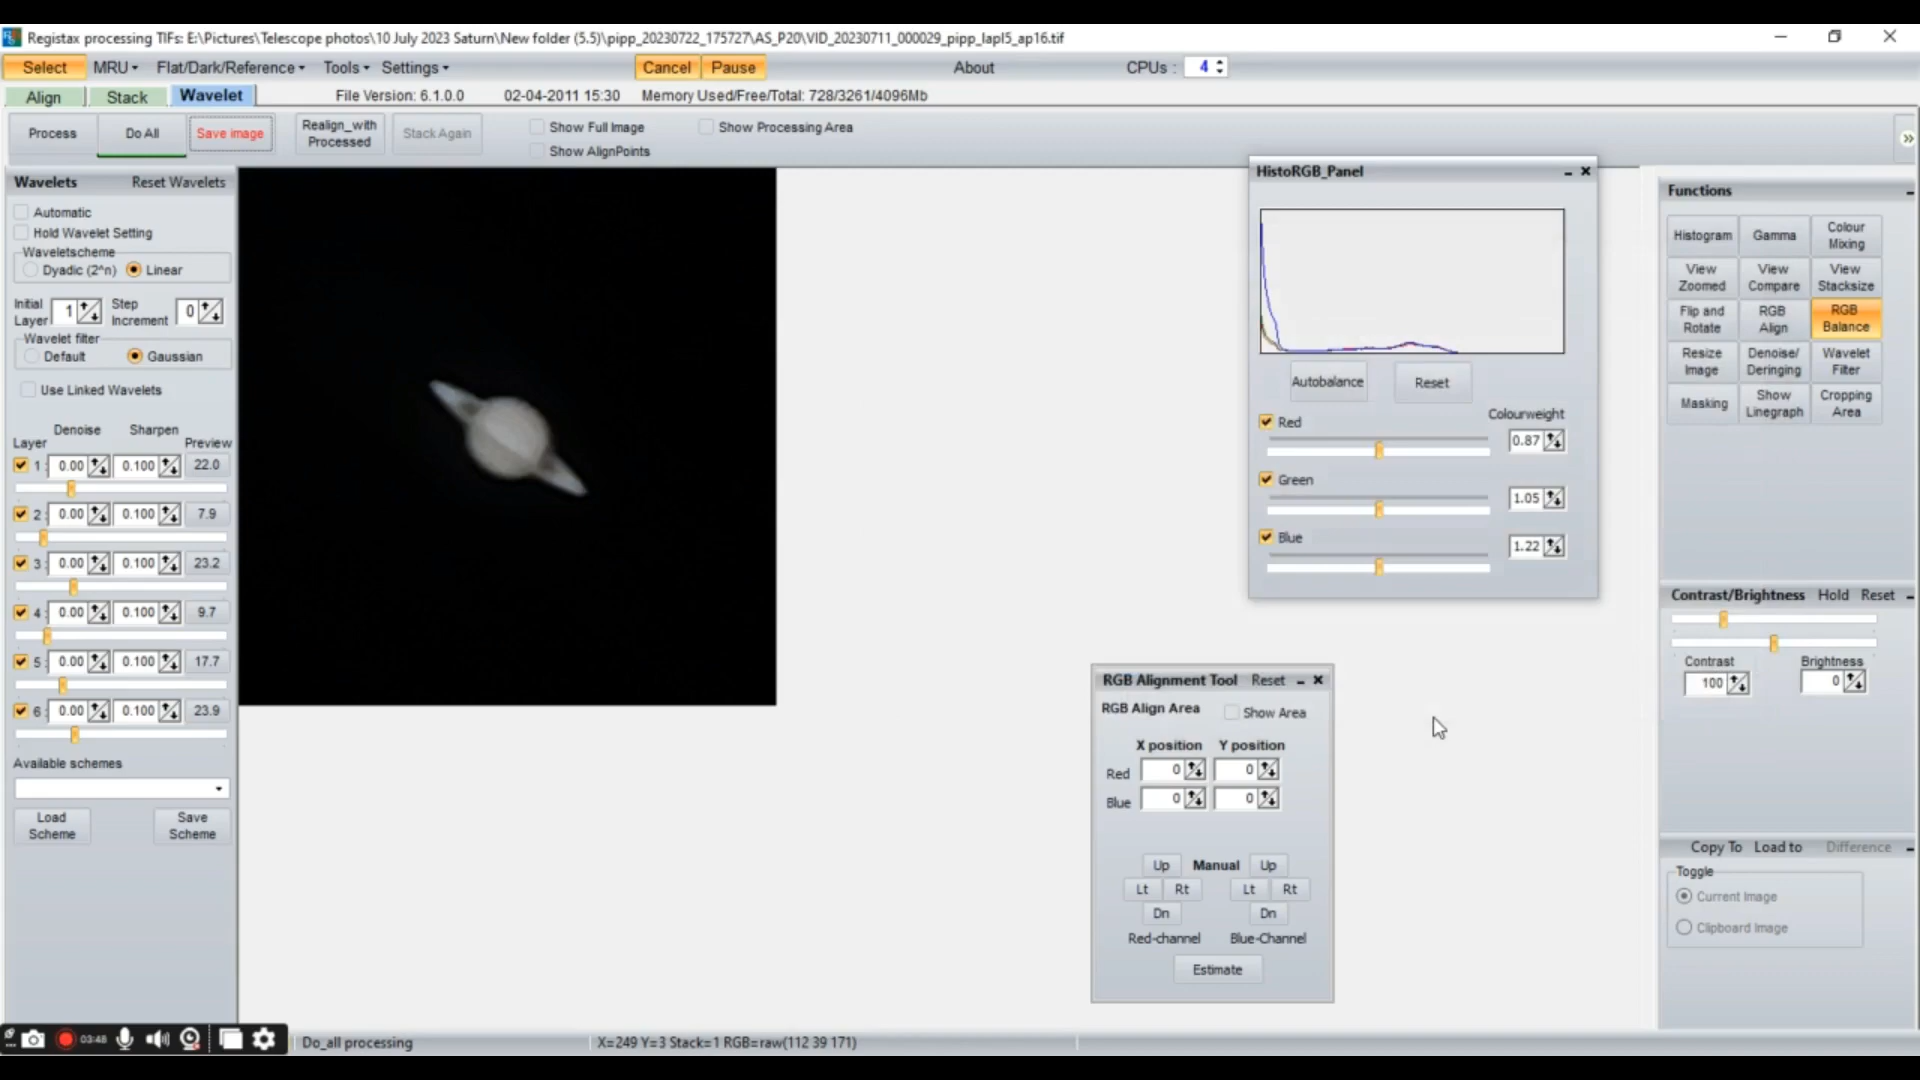 Registax processing TIFs: E:\Pictures\Telescope photos\10 July 2023 Saturn\New folder (5.5)\pipp_20230722_175727\AS_P20\VID_20230711_000029_pipp_lapl5_ap16.tif
Select MRU Flat/Dark/Reference Tools Settings Cancel Pause About CPUs : 4
Align Stack Wavelet File Version: 6.1.0.0 02-04-2011 15:30 Memory Used/Free/Total: 728/3261/4096Mb
Process Do All Save image Realign_with Processed Stack Again Show Full Image Show Processing Area
Show AlignPoints
Wavelets Reset Wavelets
Automatic
Hold Wavelet Setting
Waveletscheme
Dyadic (2^n) Linear
Initial Layer 1 Step Increment 0
Wavelet filter
Default Gaussian
Use Linked Wavelets
Denoise Sharpen
Layer Preview
1 : 0.00 0.100 22.0
2 : 0.00 0.100 7.9
3 : 0.00 0.100 23.2
4 : 0.00 0.100 9.7
5 : 0.00 0.100 17.7
6 : 0.00 0.100 23.9
Available schemes
Load Scheme Save Scheme
HistoRGB_Panel
Autobalance Reset
Colourweight
Red 0.87
Green 1.05
Blue 1.22
RGB Alignment Tool Reset
RGB Align Area Show Area
X position Y position
Red 0 0
Blue 0 0
Up Manual Up
Lt Rt Lt Rt
Dn Dn
Red-channel Blue-Channel
Estimate
Functions
Histogram Gamma Colour Mixing
View Zoomed View Compare View Stacksize
Flip and Rotate RGB Align RGB Balance
Resize Image Denoise/ Deringing Wavelet Filter
Masking Show Linegraph Cropping Area
Contrast/Brightness Hold Reset
Contrast Brightness
100 0
Copy To Load to Difference
Toggle
Current Image
Clipboard Image
03:48 Do_all processing X=249 Y=3 Stack=1 RGB=raw(112 39 171)